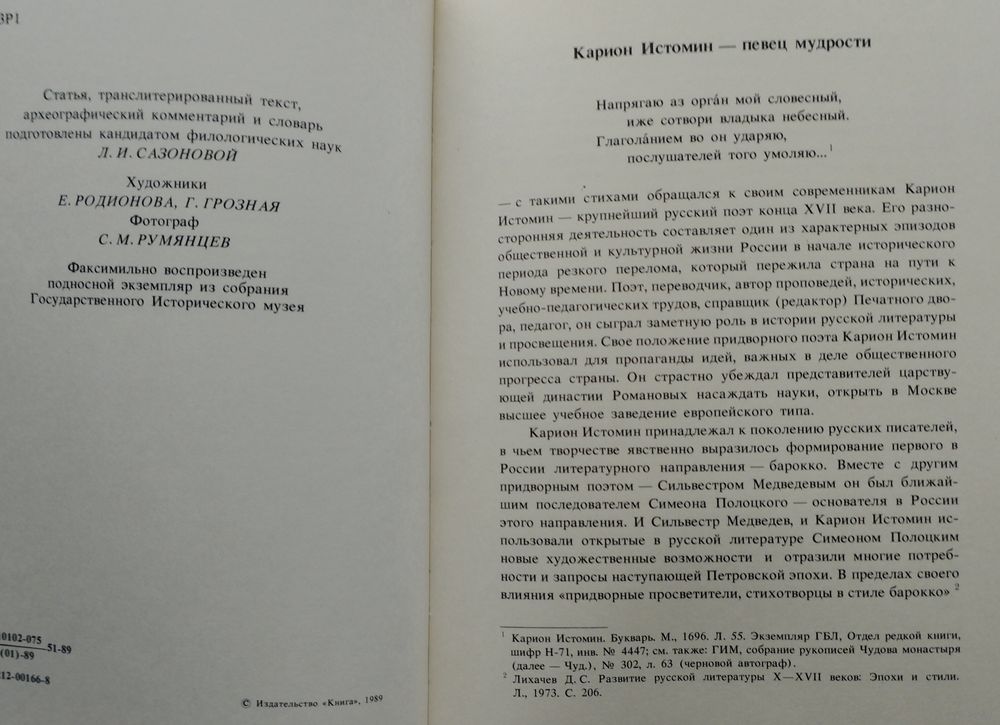 ЗР1
Статья, транслитерированный текст,
археографический комментарий и словарь
подготовлены кандидатом филологических наук
Л. И. САЗОНОВОЙ
Художники
Е. РОДИОНОВА, Г. ГРОЗНАЯ
Фотограф
С. М. РУМЯНЦЕВ
Факсимильно воспроизведен
подносной экземпляр из собрания
Государственного Исторического музея
0102-075
(01)-89
51-89
12-00166-8
© Издательство «Книга», 1989
Карион Истомин — певец мудрости
Напрягаю аз оргáн мой словесный,
иже сотвори владыка небесный.
Глаголáнием во он ударяю,
послушателей того умоляю...¹
— с такими стихами обращался к своим современникам Карион
Истомин — крупнейший русский поэт конца XVII века. Его разно-
сторонняя деятельность составляет один из характерных эпизодов
общественной и культурной жизни России в начале исторического
периода резкого перелома, который пережила страна на пути к
Новому времени. Поэт, переводчик, автор проповедей, исторических,
учебно-педагогических трудов, справщик (редактор) Печатного дво-
ра, педагог, он сыграл заметную роль в истории русской литературы
и просвещения. Свое положение придворного поэта Карион Истомин
использовал для пропаганды идей, важных в деле общественного
прогресса страны. Он страстно убеждал представителей царству-
ющей династии Романовых насаждать науки, открыть в Москве
высшее учебное заведение европейского типа.
Карион Истомин принадлежал к поколению русских писателей,
в чьем творчестве явственно выразилось формирование первого в
России литературного направления — барокко. Вместе с другим
придворным поэтом — Сильвестром Медведевым он был ближай-
шим последователем Симеона Полоцкого — основателя в России
этого направления. И Сильвестр Медведев, и Карион Истомин ис-
пользовали открытые в русской литературе Симеоном Полоцким
новые художественные возможности и отразили многие потреб-
ности и запросы наступающей Петровской эпохи. В пределах своего
влияния «придворные просветители, стихотворцы в стиле барокко» ²
¹ Карион Истомин. Букварь. М., 1696. Л. 55. Экземпляр ГБЛ, Отдел редкой книги,
шифр Н-71, инв. № 4447; см. также: ГИМ, собрание рукописей Чудова монастыря
(далее — Чуд.), № 302, л. 63 (черновой автограф).
² Лихачев Д. С. Развитие русской литературы X—XVII веков: Эпохи и стили.
Л., 1973. С. 206.